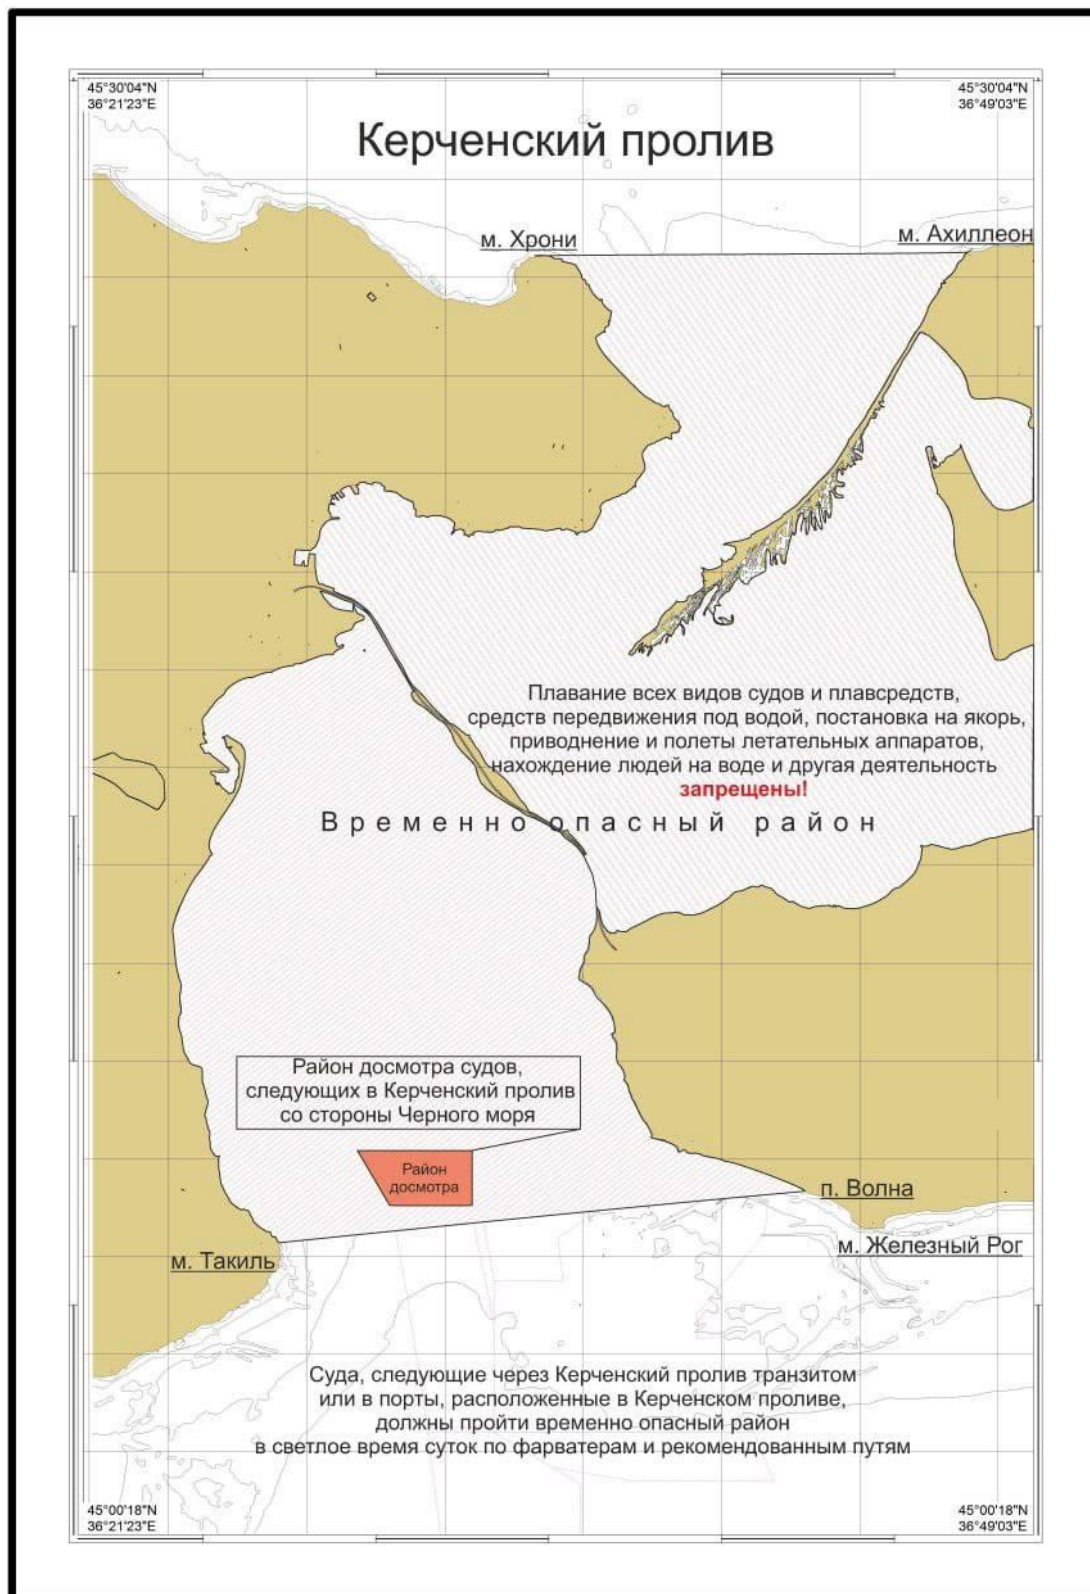 45°30'04"N
36°21'23"E
45°30'04"N
36°49'03"E
Керченский пролив
м. Хрони
м. Ахиллеон
Плавание всех видов судов и плавсредств,
средств передвижения под водой, постановка на якорь,
приводнение и полеты летательных аппаратов,
нахождение людей на воде и другая деятельность
запрещены!
Временно опасный район
Район досмотра судов,
следующих в Керченский пролив
со стороны Черного моря
Район
досмотра
п. Волна
м. Железный Рог
м. Такиль
Суда, следующие через Керченский пролив транзитом
или в порты, расположенные в Керченском проливе,
должны пройти временно опасный район
в светлое время суток по фарватерам и рекомендованным путям
45°00'18"N
36°21'23"E
45°00'18"N
36°49'03"E